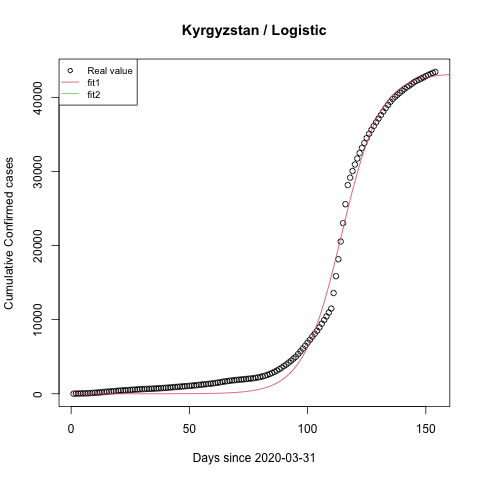 Kyrgyzstan / Logistic
Real value
fit1
fit2
Cumulative Confirmed cases
40000
30000
20000
10000
0
0 50 100 150
Days since 2020-03-31